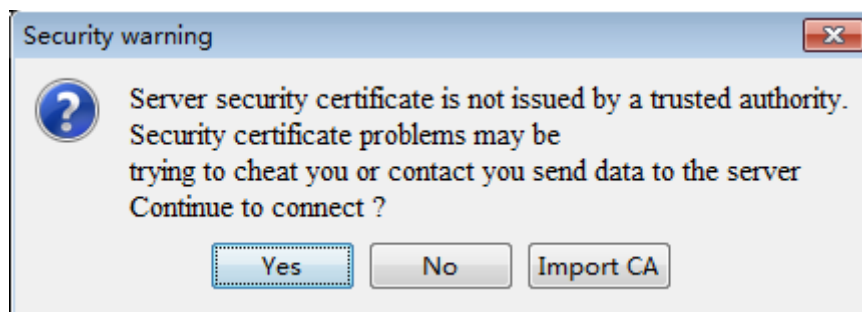 Security warning
Server security certificate is not issued by a trusted authority.
Security certificate problems may be
trying to cheat you or contact you send data to the server
Continue to connect ?
Yes No Import CA